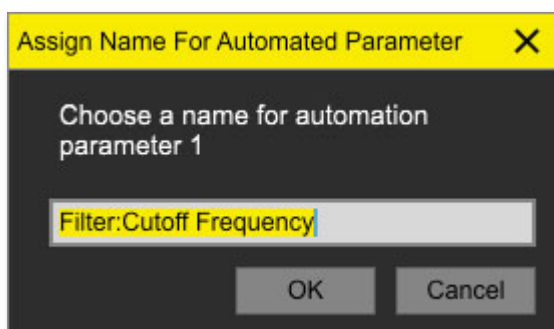 Assign Name For Automated Parameter
Choose a name for automation
parameter 1
Filter:Cutoff Frequency
OK Cancel